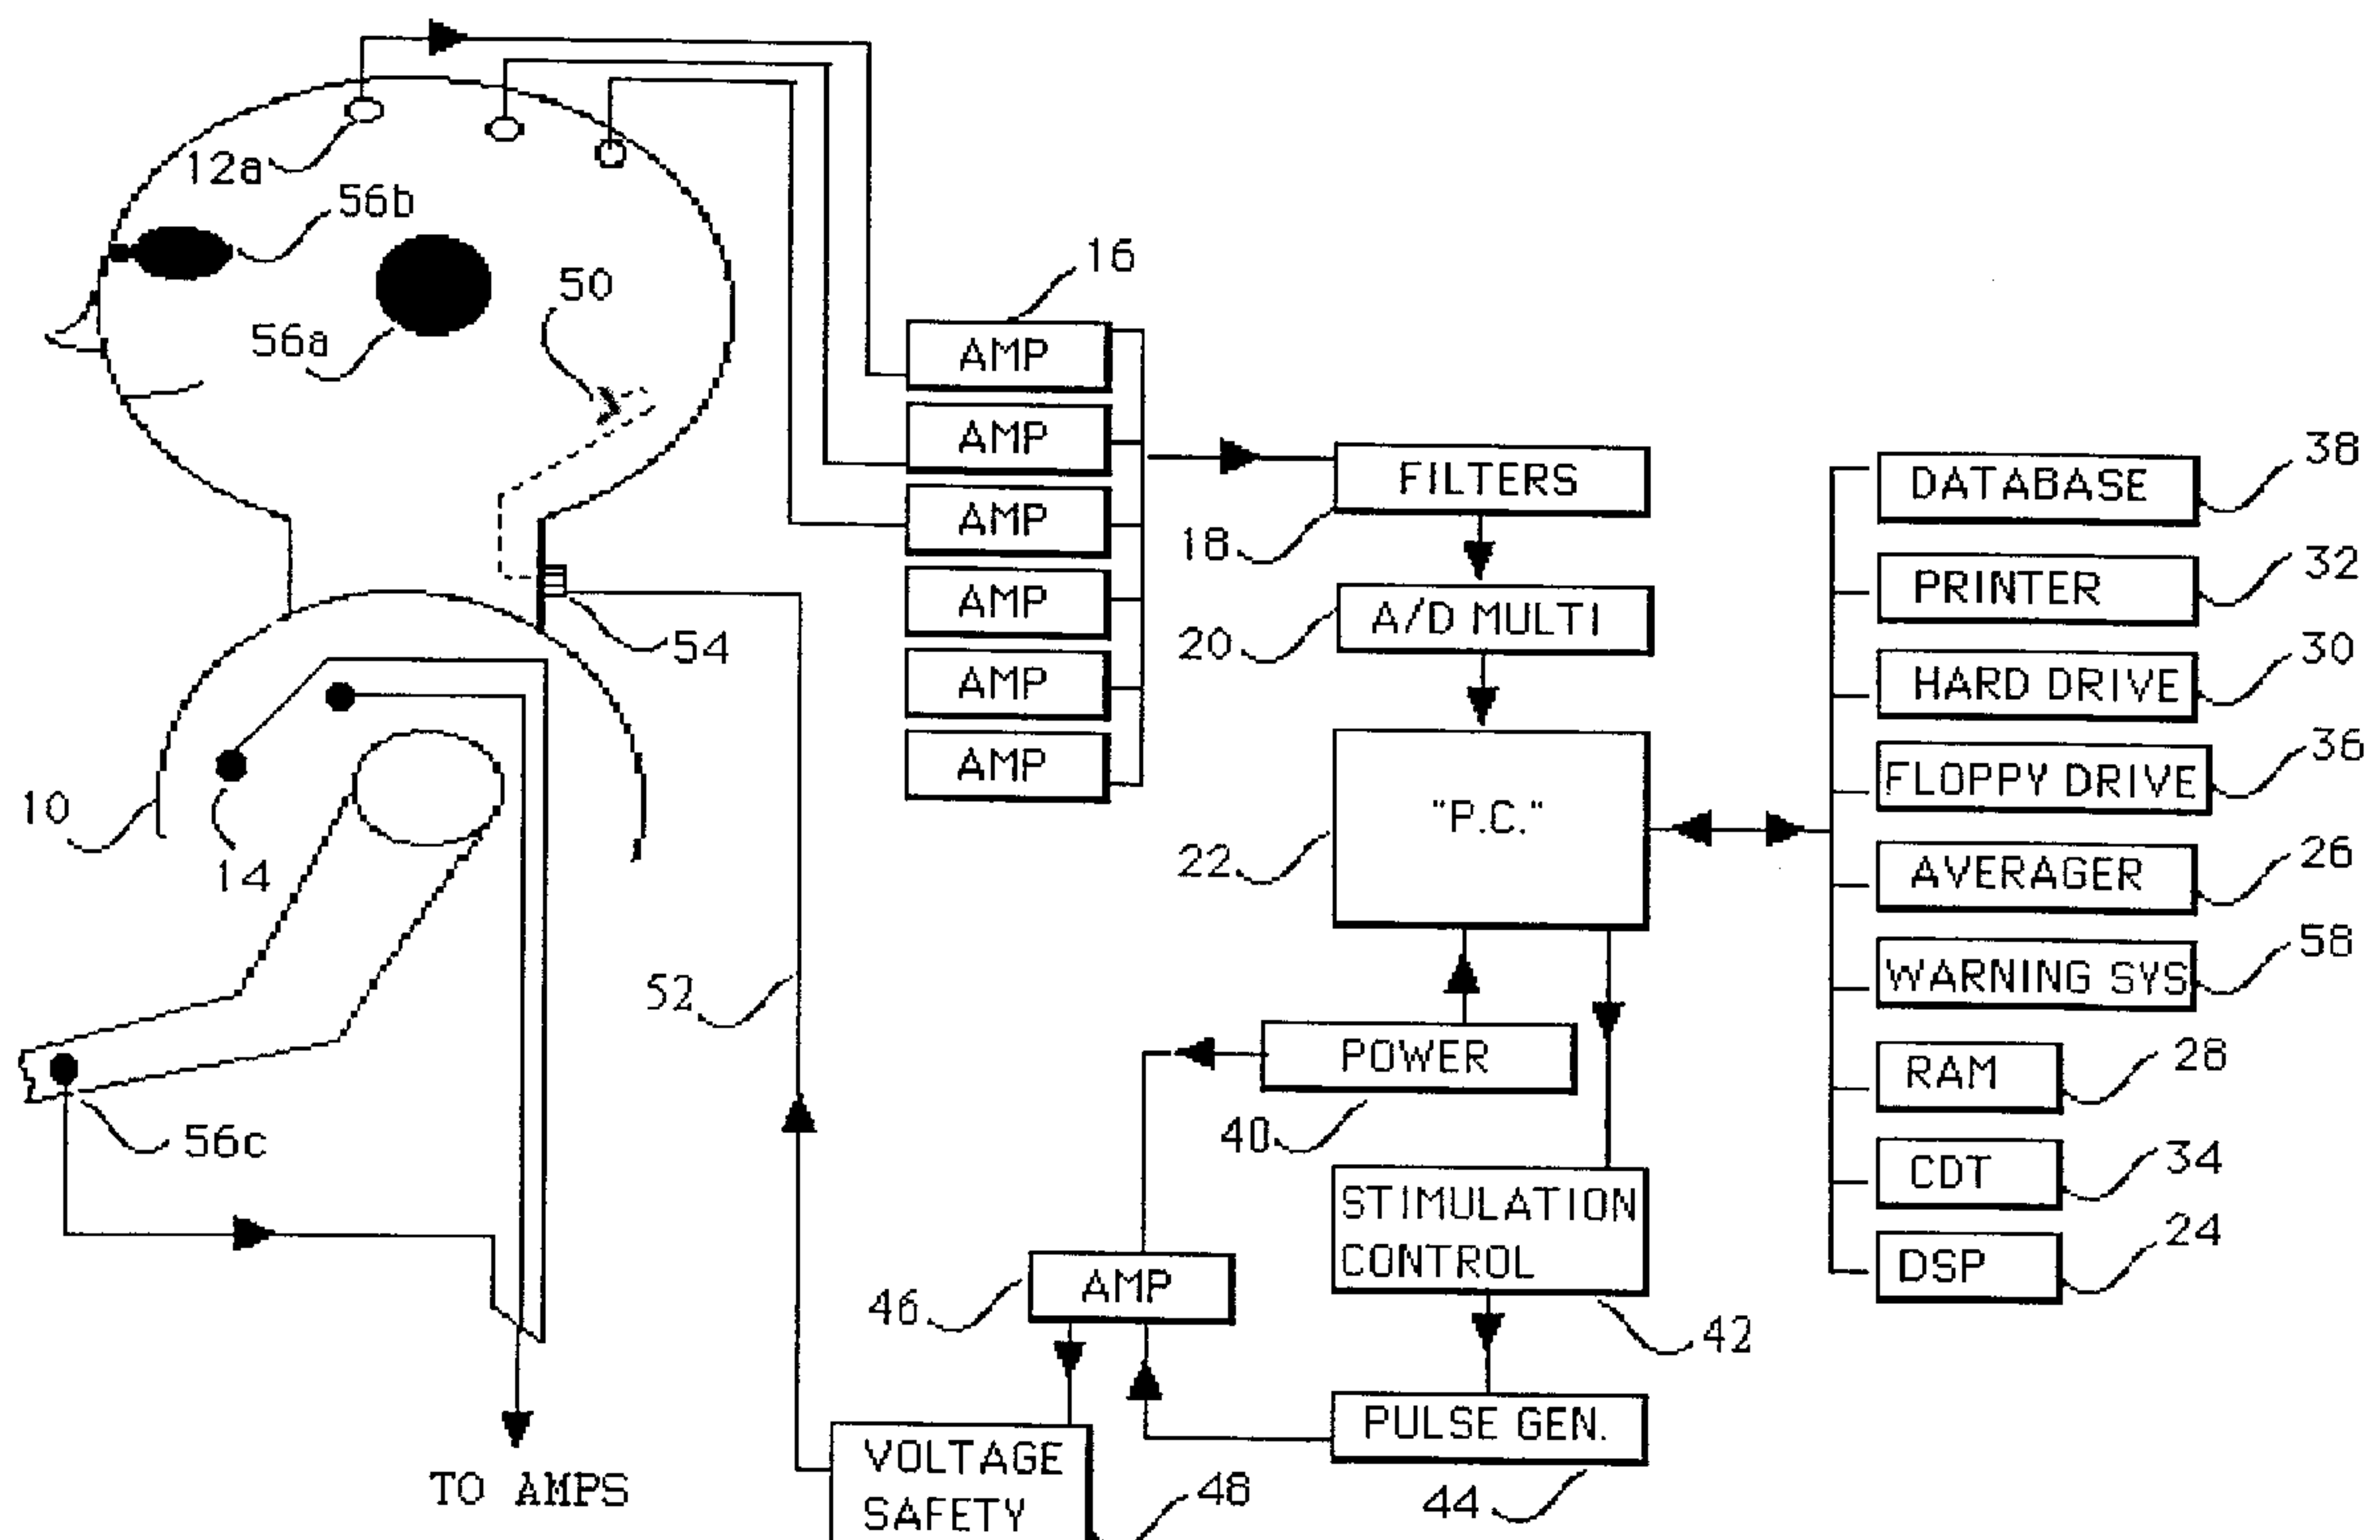 12a
56b
56a
50
16
AMP
AMP
AMP
AMP
AMP
AMP
FILTERS
18
A/D MULTI
20
"P.C."
22
DATABASE
38
PRINTER
32
HARD DRIVE
30
FLOPPY DRIVE
36
AVERAGER
26
WARNING SYS
58
RAM
28
CDT
34
DSP
24
54
10
14
52
56c
POWER
40
STIMULATION
CONTROL
42
AMP
46
PULSE GEN.
44
VOLTAGE
SAFETY
48
TO AMPS